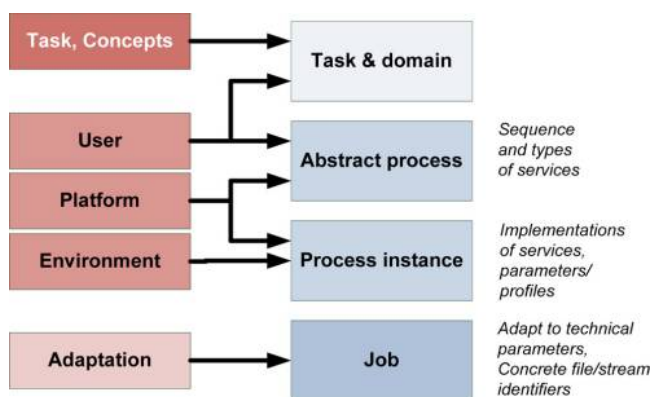 Task, Concepts
Task & domain
User
Abstract process
Sequence
and types
of services
Platform
Environment
Process instance
Implementations
of services,
parameters/
profiles
Adaptation
Job
Adapt to technical
parameters,
Concrete file/stream
identifiers